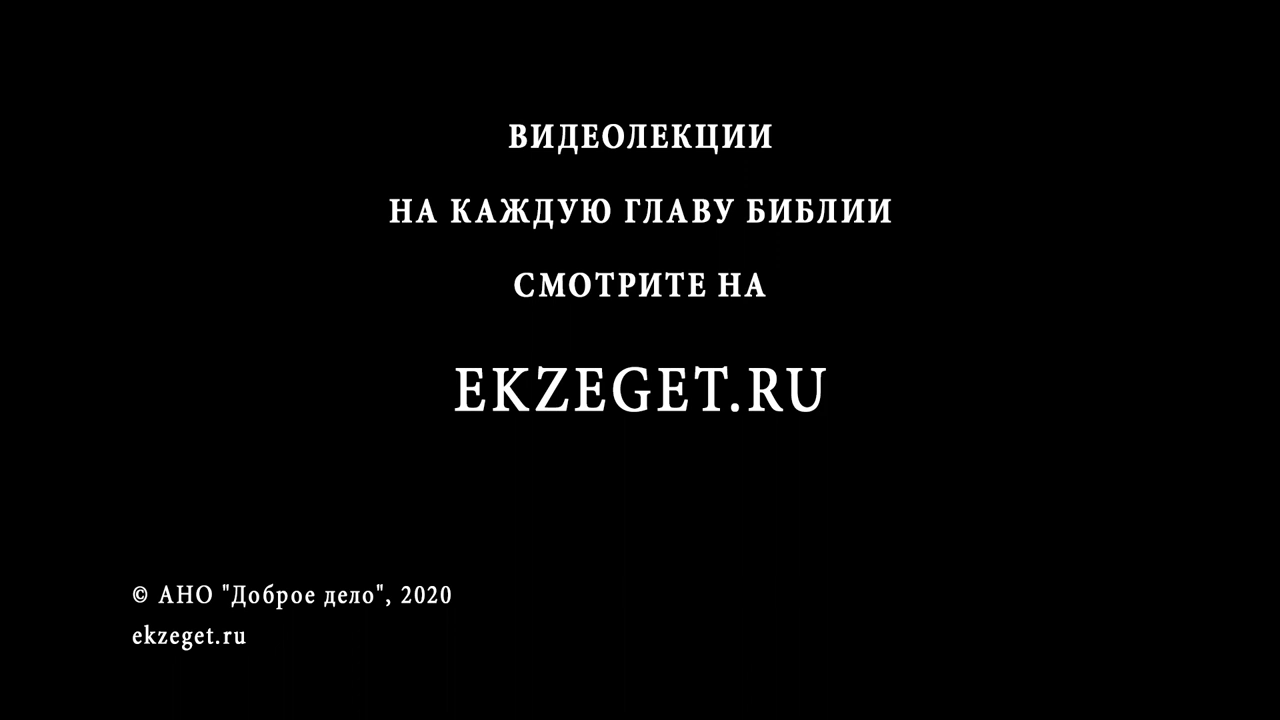 ВИДЕОЛЕКЦИИ
НА КАЖДУЮ ГЛАВУ БИБЛИИ
СМОТРИТЕ НА
EKZEGET.RU
© АНО "Доброе дело", 2020
ekzeget.ru